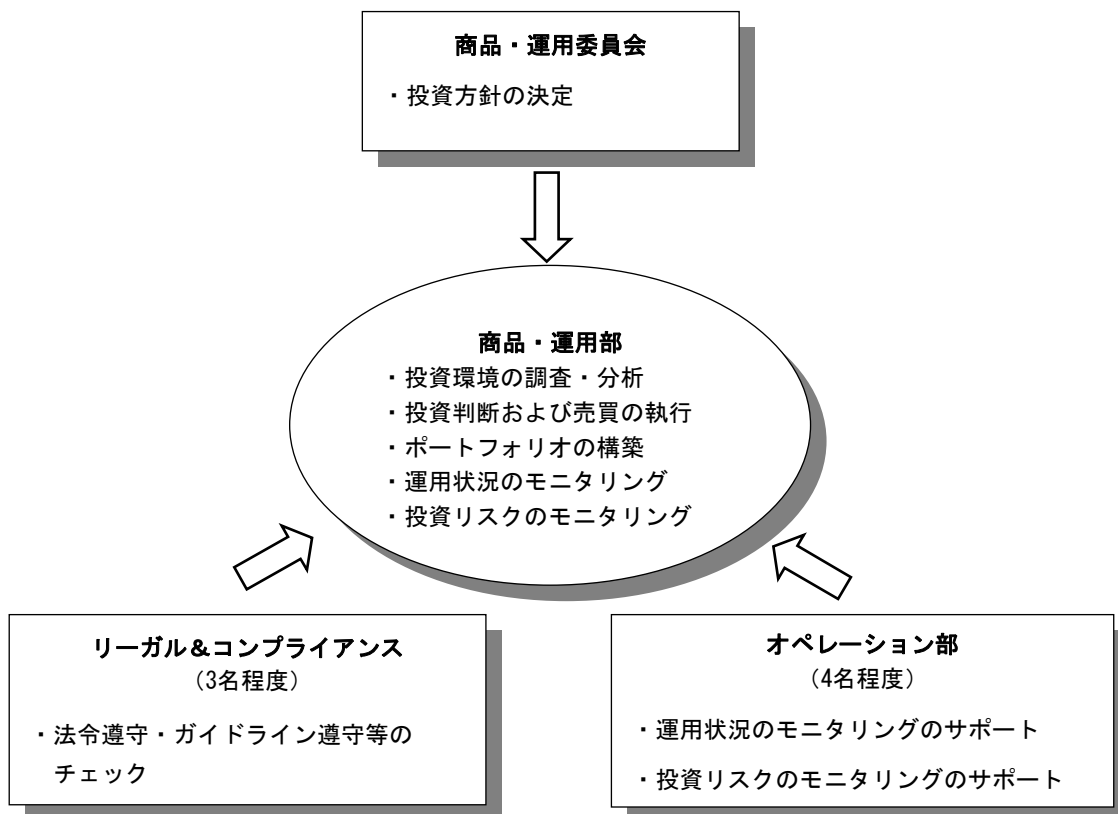 商品・運用委員会
・投資方針の決定
商品・運用部
・投資環境の調査・分析
・投資判断および売買の執行
・ポートフォリオの構築
・運用状況のモニタリング
・投資リスクのモニタリング
リーガル＆コンプライアンス
（3名程度）
・法令遵守・ガイドライン遵守等の
チェック
オペレーション部
（4名程度）
・運用状況のモニタリングのサポート
・投資リスクのモニタリングのサポート